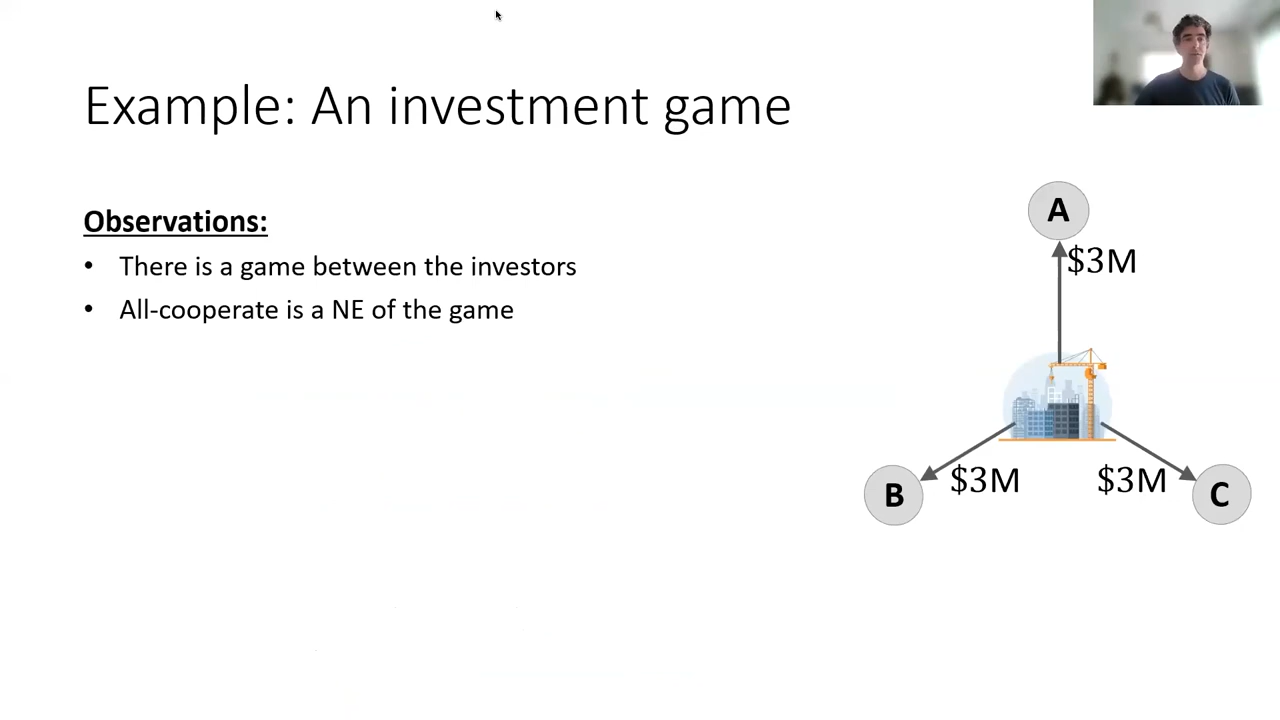 Example: An investment game
Observations:
• There is a game between the investors
• All-cooperate is a NE of the game
A
$3M
B
$3M
$3M
C